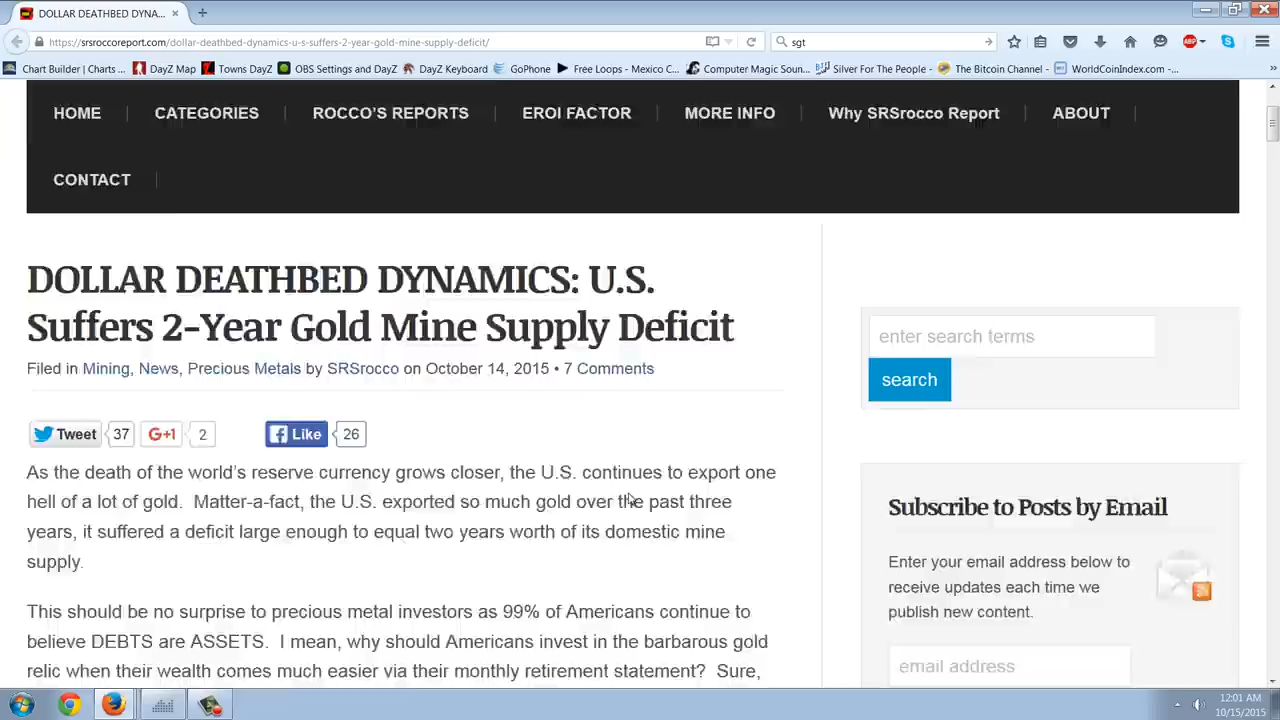 DOLLAR DEATHBED DYNA...
https://srsroccoreport.com/dollar-deathbed-dynamics-u-s-suffers-2-year-gold-mine-supply-deficit/
sgt
ABP
Chart Builder | Charts ...
DayZ Map
Towns DayZ
OBS Settings and DayZ
DayZ Keyboard
GoPhone
Free Loops - Mexico C...
Computer Magic Soun...
Silver For The People -
The Bitcoin Channel -
WorldCoinIndex.com -...
HOME
CATEGORIES
ROCCO'S REPORTS
EROI FACTOR
MORE INFO
Why SRSrocco Report
ABOUT
CONTACT
DOLLAR DEATHBED DYNAMICS: U.S.
Suffers 2-Year Gold Mine Supply Deficit
Filed in Mining, News, Precious Metals by SRSrocco on October 14, 2015 • 7 Comments
Tweet 37
G+1 2
Like 26
As the death of the world's reserve currency grows closer, the U.S. continues to export one
hell of a lot of gold. Matter-a-fact, the U.S. exported so much gold over the past three
years, it suffered a deficit large enough to equal two years worth of its domestic mine
supply.
This should be no surprise to precious metal investors as 99% of Americans continue to
believe DEBTS are ASSETS. I mean, why should Americans invest in the barbarous gold
relic when their wealth comes much easier via their monthly retirement statement? Sure,
enter search terms
search
Subscribe to Posts by Email
Enter your email address below to
receive updates each time we
publish new content.
email address
12:01 AM
10/15/2015